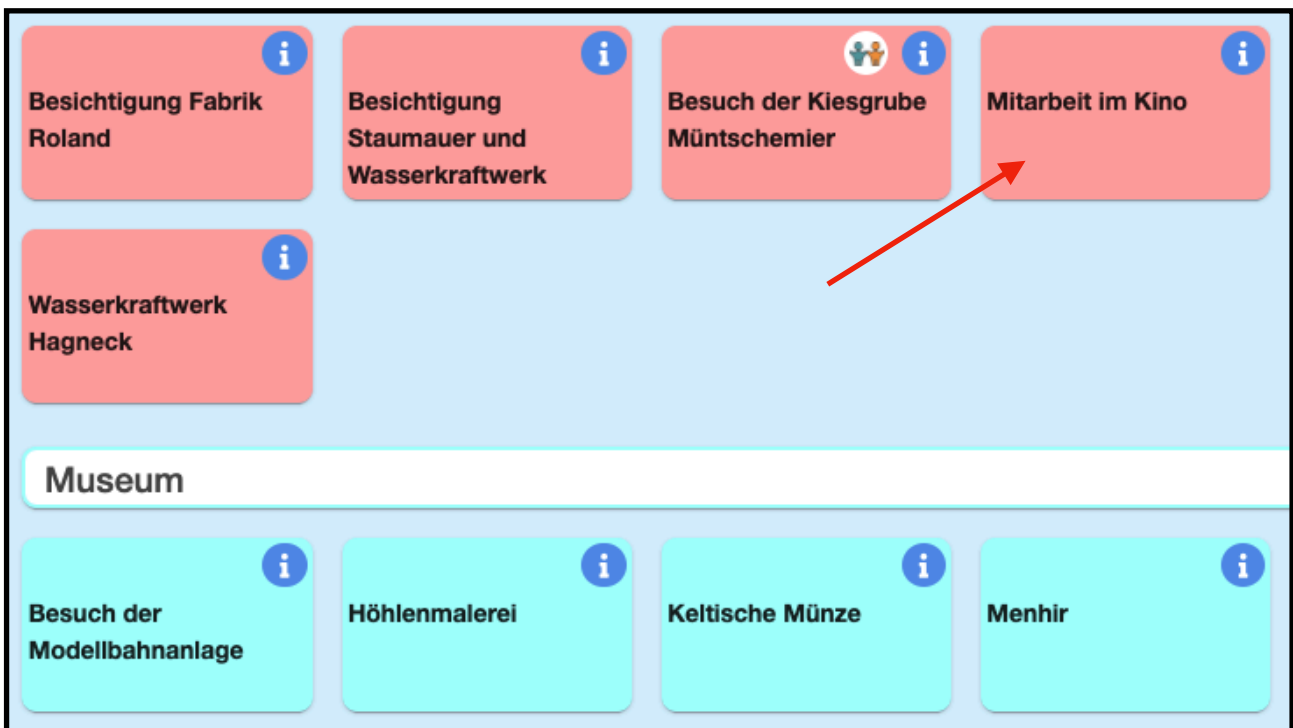 Besichtigung Fabrik
Roland
Besichtigung
Staumauer und
Wasserkraftwerk
Besuch der Kiesgrube
Müntschemier
Mitarbeit im Kino
Wasserkraftwerk
Hagneck
Museum
Besuch der
Modellbahnanlage
Höhlenmalerei
Keltische Münze
Menhir